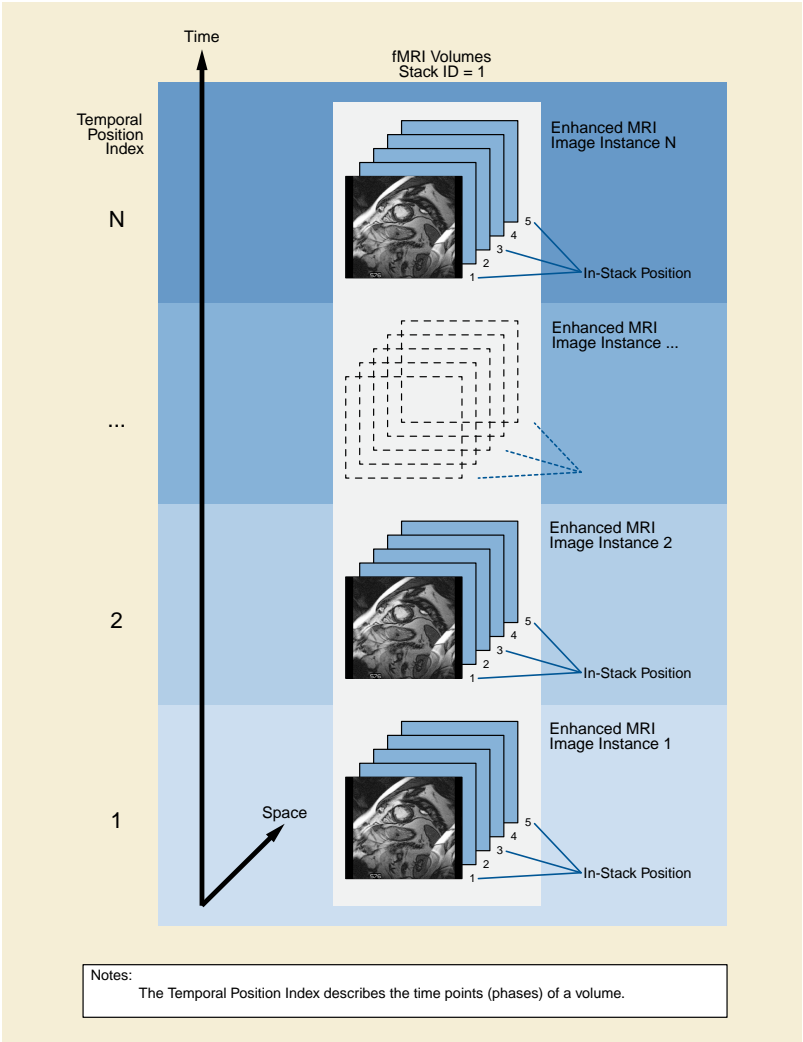 Time
fMRI Volumes
Stack ID = 1
Temporal
Position
Index
Enhanced MRI
Image Instance N
N
5
4
3
2
1
In-Stack Position
Enhanced MRI
Image Instance ...
...
Enhanced MRI
Image Instance 2
2
5
4
3
2
1
In-Stack Position
Enhanced MRI
Image Instance 1
Space
1
5
4
3
2
1
In-Stack Position
Notes:
The Temporal Position Index describes the time points (phases) of a volume.